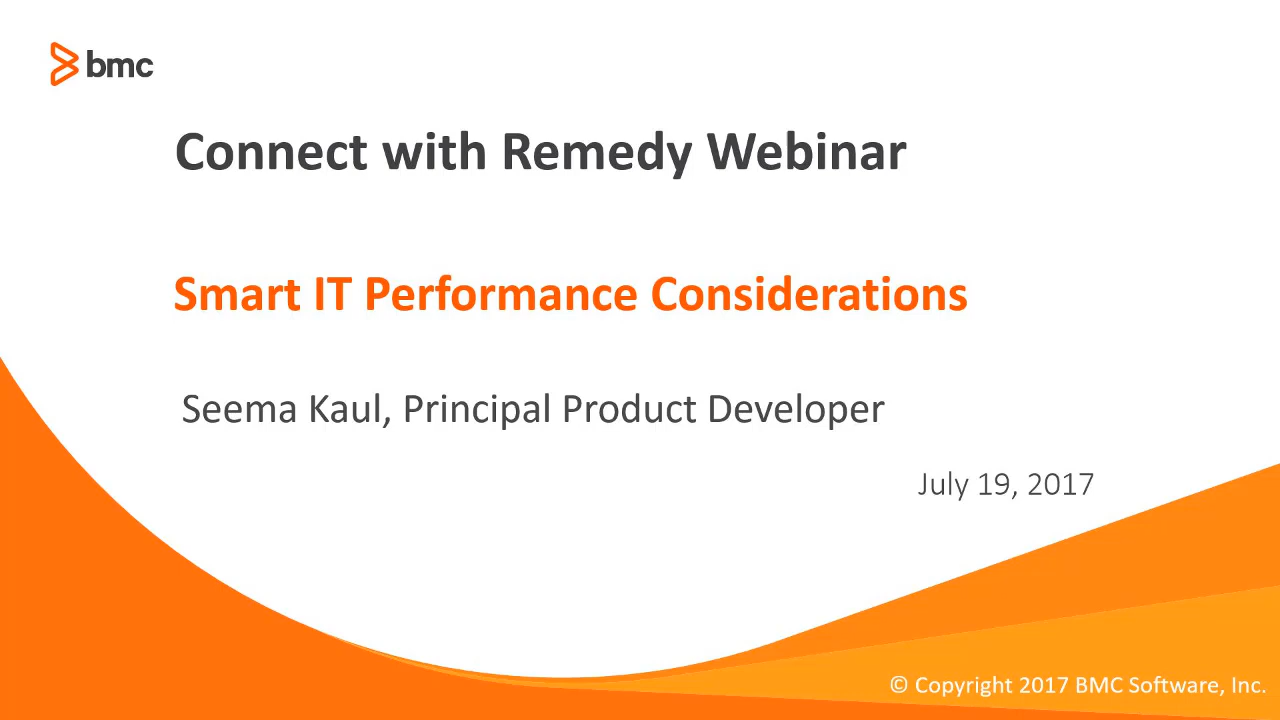 bmc
Connect with Remedy Webinar
Smart IT Performance Considerations
Seema Kaul, Principal Product Developer
July 19, 2017
© Copyright 2017 BMC Software, Inc.